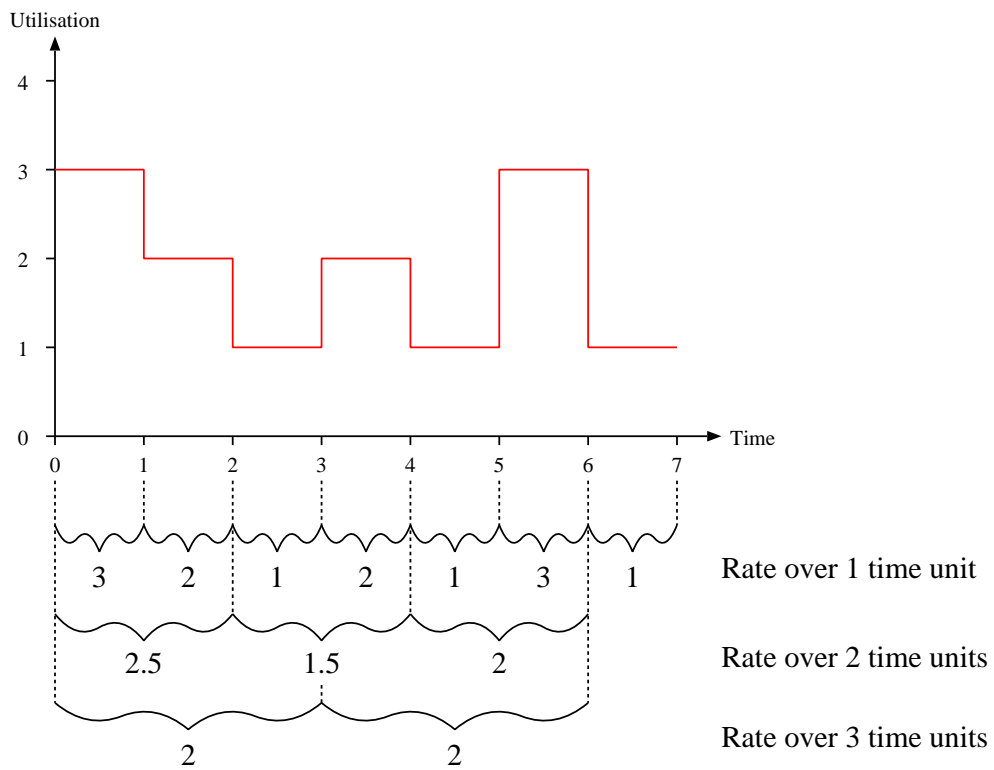 Utilisation
4
3
2
1
0
Time
0 1 2 3 4 5 6 7
3 2 1 2 1 3 1 Rate over 1 time unit
2.5 1.5 2 Rate over 2 time units
2 2 Rate over 3 time units